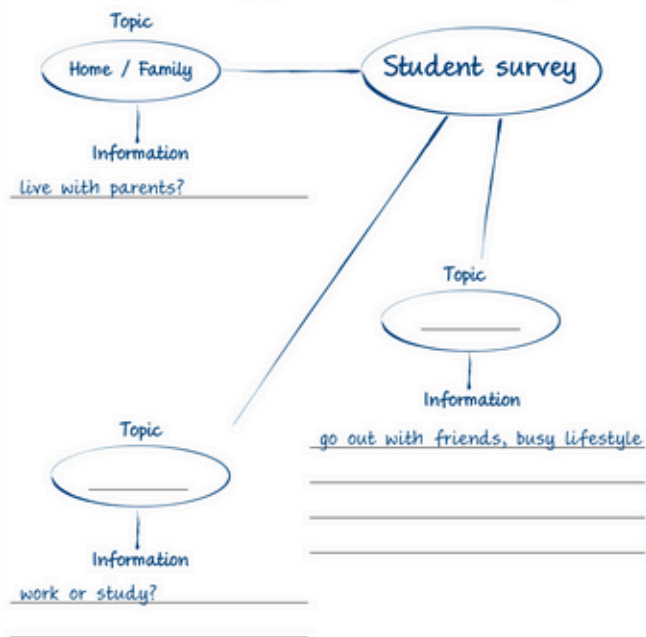 Topic
Home / Family
Student survey
Information
live with parents?
Topic
Information
go out with friends, busy lifestyle
Topic
Information
work or study?